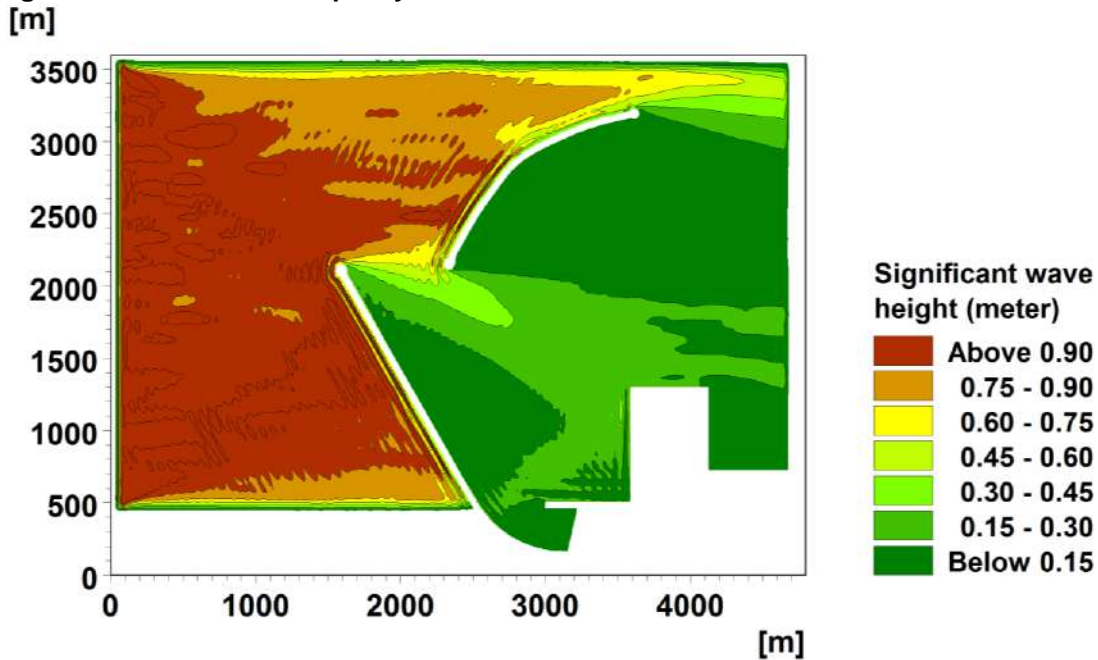 [m]
3500
3000
2500
2000
1500
1000
500
0
0 1000 2000 3000 4000
[m]
Significant wave
height (meter)
Above 0.90
0.75 - 0.90
0.60 - 0.75
0.45 - 0.60
0.30 - 0.45
0.15 - 0.30
Below 0.15